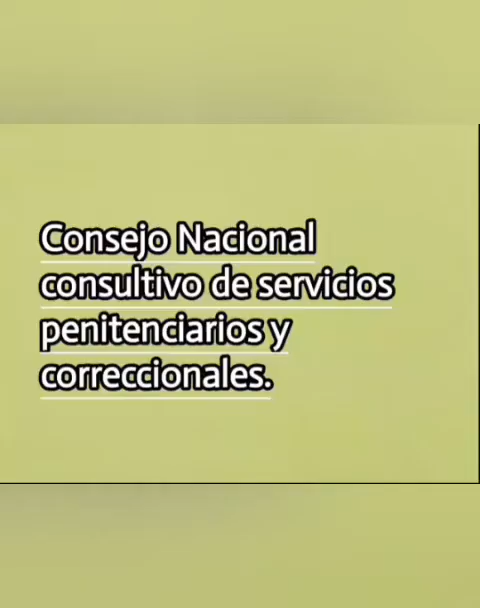 Consejo Nacional
consultivo de servicios
penitenciarios y
correccionales.